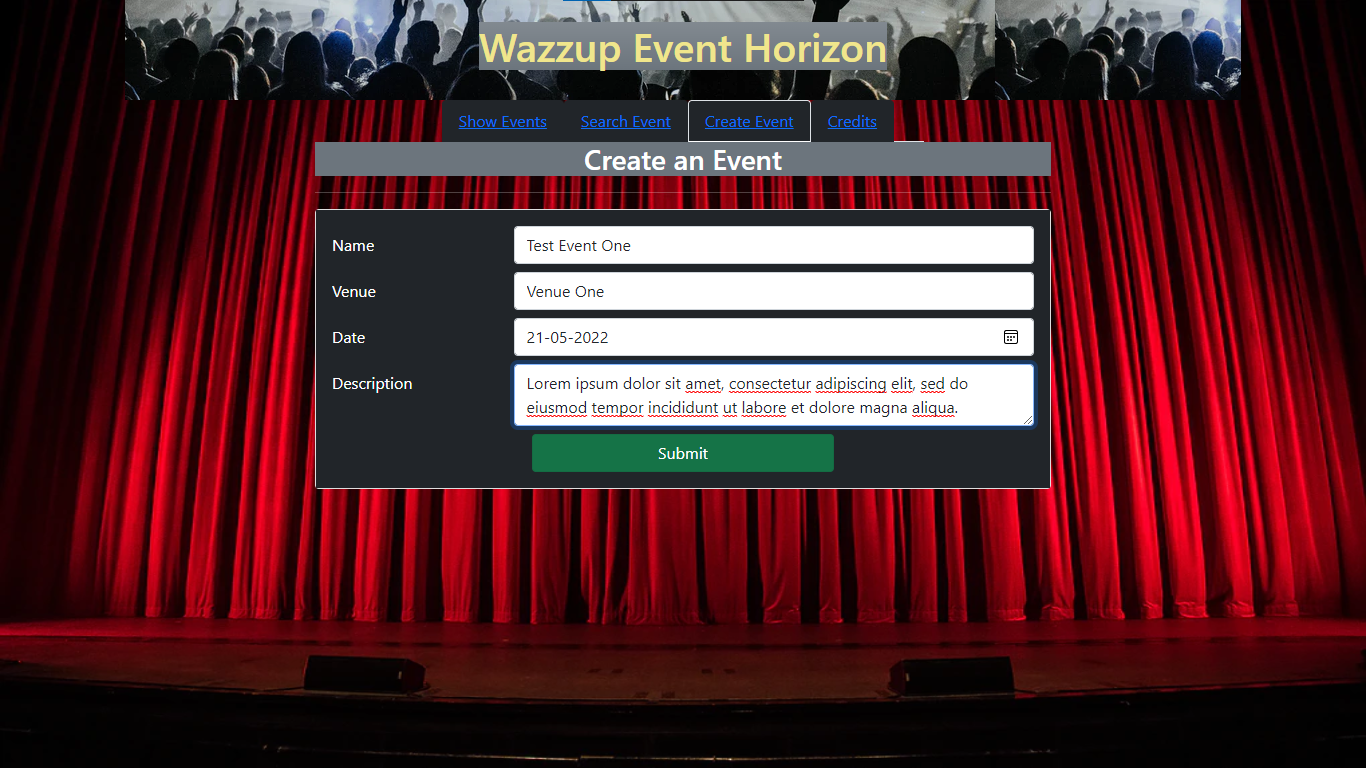 Wazzup Event Horizon
Show Events Search Event Create Event Credits
Create an Event
Name Test Event One
Venue Venue One
Date 21-05-2022
Description Lorem ipsum dolor sit amet, consectetur adipiscing elit, sed do
eiusmod tempor incididunt ut labore et dolore magna aliqua.
Submit